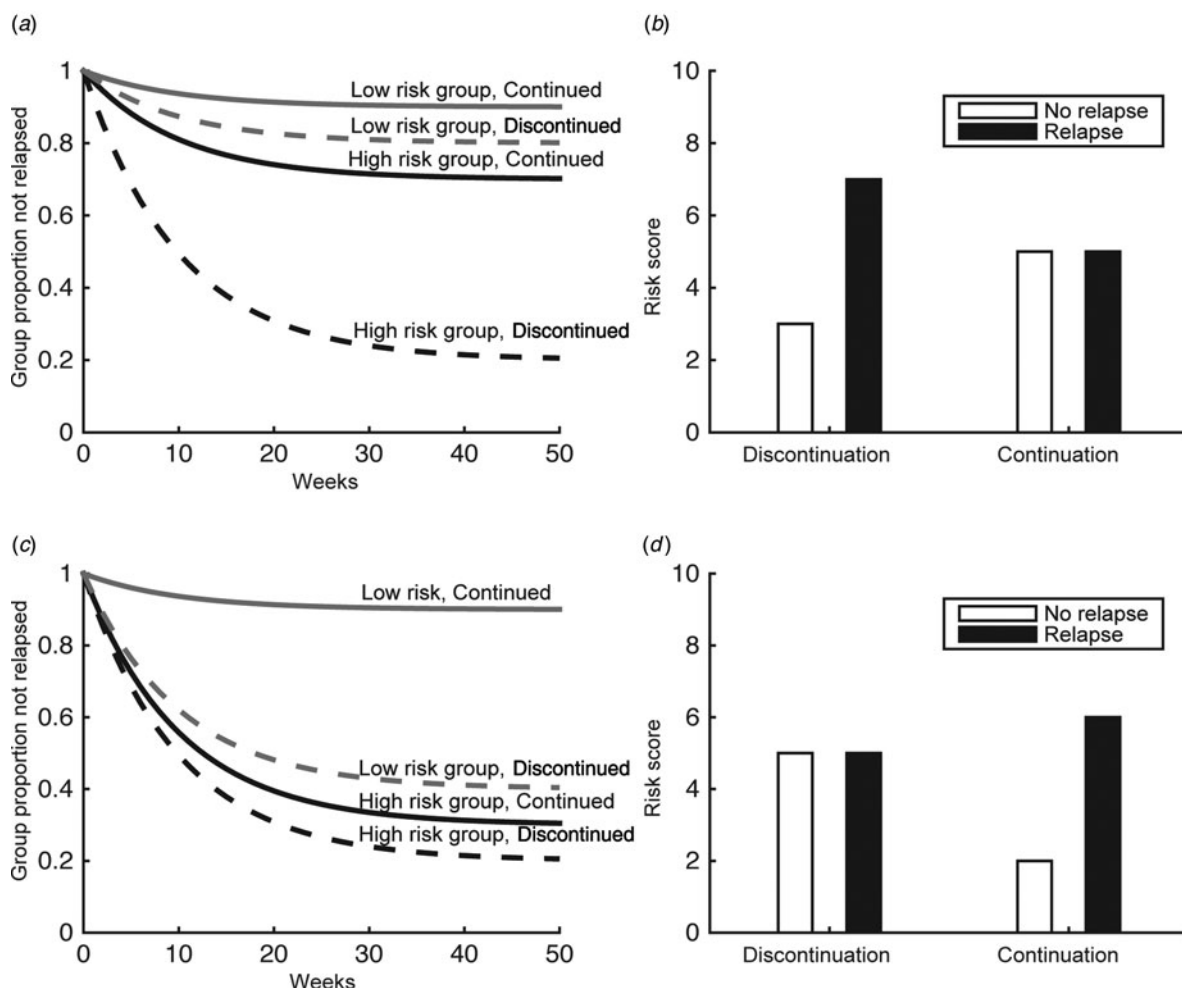 (a)
Group proportion not relapsed
1
0.8
0.6
0.4
0.2
0
Low risk group, Continued
Low risk group, Discontinued
High risk group, Continued
High risk group, Discontinued
0 10 20 30 40 50
Weeks
(b)
Risk score
10
8
6
4
2
0
No relapse
Relapse
Discontinuation Continuation
(c)
Group proportion not relapsed
1
0.8
0.6
0.4
0.2
0
Low risk, Continued
Low risk group, Discontinued
High risk group, Continued
High risk group, Discontinued
0 10 20 30 40 50
Weeks
(d)
Risk score
10
8
6
4
2
0
No relapse
Relapse
Discontinuation Continuation